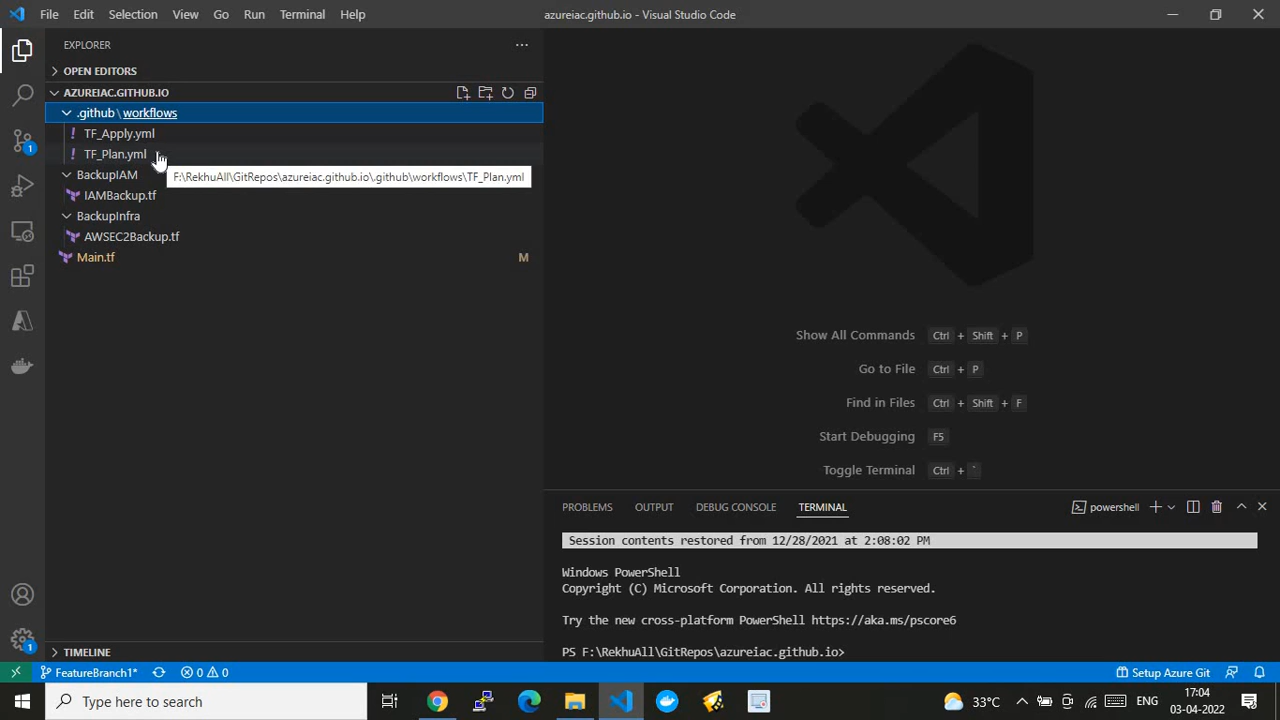 File Edit Selection View Go Run Terminal Help
azureiac.github.io - Visual Studio Code
EXPLORER
OPEN EDITORS
AZUREIAC.GITHUB.IO
.github \ workflows
TF_Apply.yml
TF_Plan.yml
F:\RekhuAll\GitRepos\azureiac.github.io\.github\workflows\TF_Plan.yml
BackupIAM
IAMBackup.tf
BackupInfra
AWSEC2Backup.tf
Main.tf M
1
1
TIMELINE
Show All Commands Ctrl + Shift + P
Go to File Ctrl + P
Find in Files Ctrl + Shift + F
Start Debugging F5
Toggle Terminal Ctrl + `
PROBLEMS OUTPUT DEBUG CONSOLE TERMINAL
powershell
Session contents restored from 12/28/2021 at 2:08:02 PM
Windows PowerShell
Copyright (C) Microsoft Corporation. All rights reserved.
Try the new cross-platform PowerShell https://aka.ms/pscore6
PS F:\RekhuAll\GitRepos\azureiac.github.io>
FeatureBranch1* 0 0
Setup Azure Git
Type here to search
33°C
ENG
17:04
03-04-2022